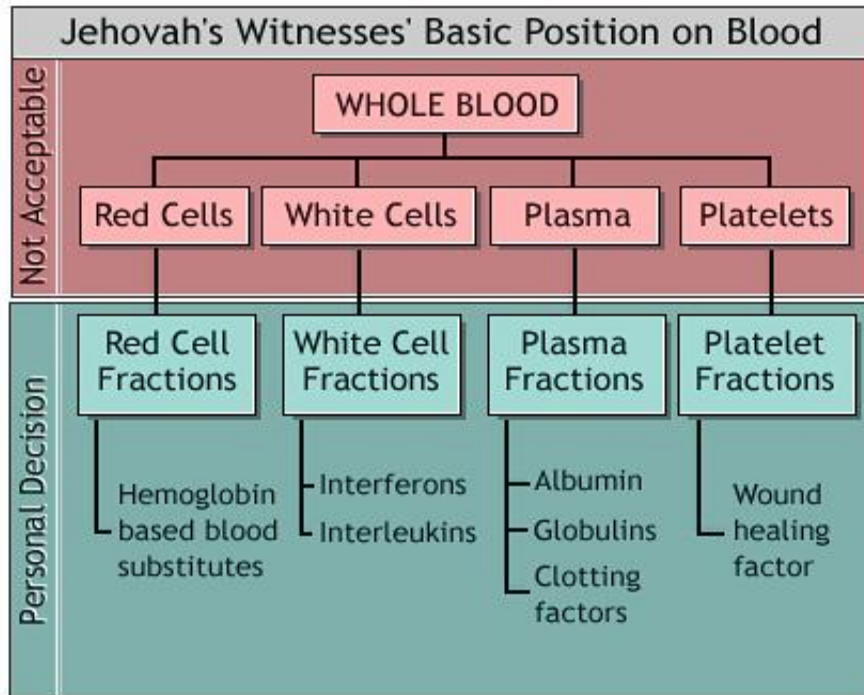 Jehovah's Witnesses' Basic Position on Blood
Not Acceptable
WHOLE BLOOD
Red Cells
White Cells
Plasma
Platelets
Personal Decision
Red Cell
Fractions
White Cell
Fractions
Plasma
Fractions
Platelet
Fractions
Hemoglobin
based blood
substitutes
Interferons
Interleukins
Albumin
Globulins
Clotting
factors
Wound
healing
factor